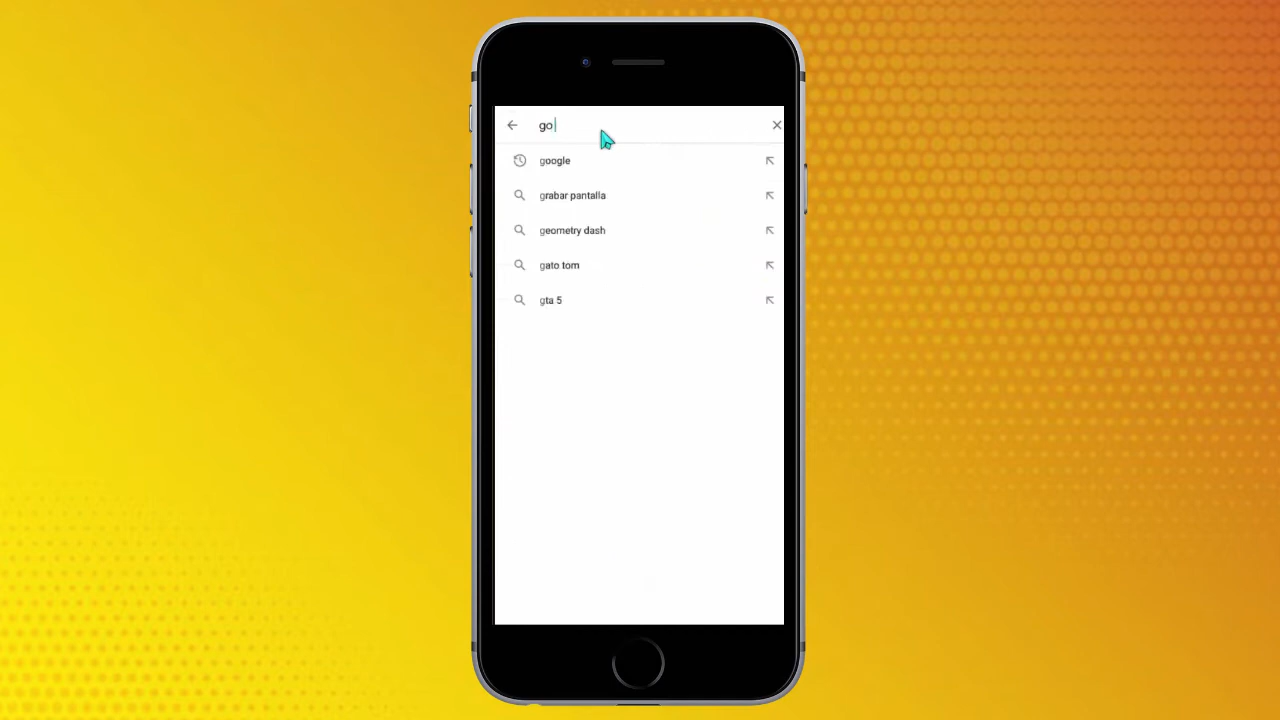 go
google
grabar pantalla
geometry dash
gato tom
gta 5